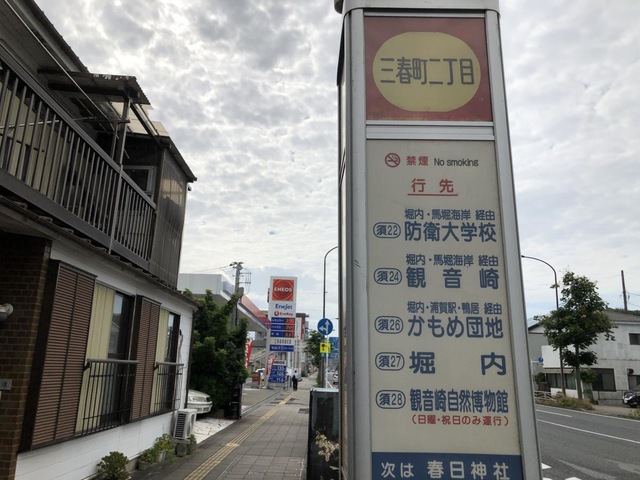 三春町二丁目
禁煙 No smoking
行先
堀内・馬堀海岸 経由
須22 防衛大学校
堀内・馬堀海岸 経由
須24 観音崎
堀内・浦賀駅・鴨居 経由
須26 かもめ団地
須27 堀内
須28 観音崎自然博物館
(日曜・祝日のみ運行)
次は 春日神社
ENEOS
EneJet